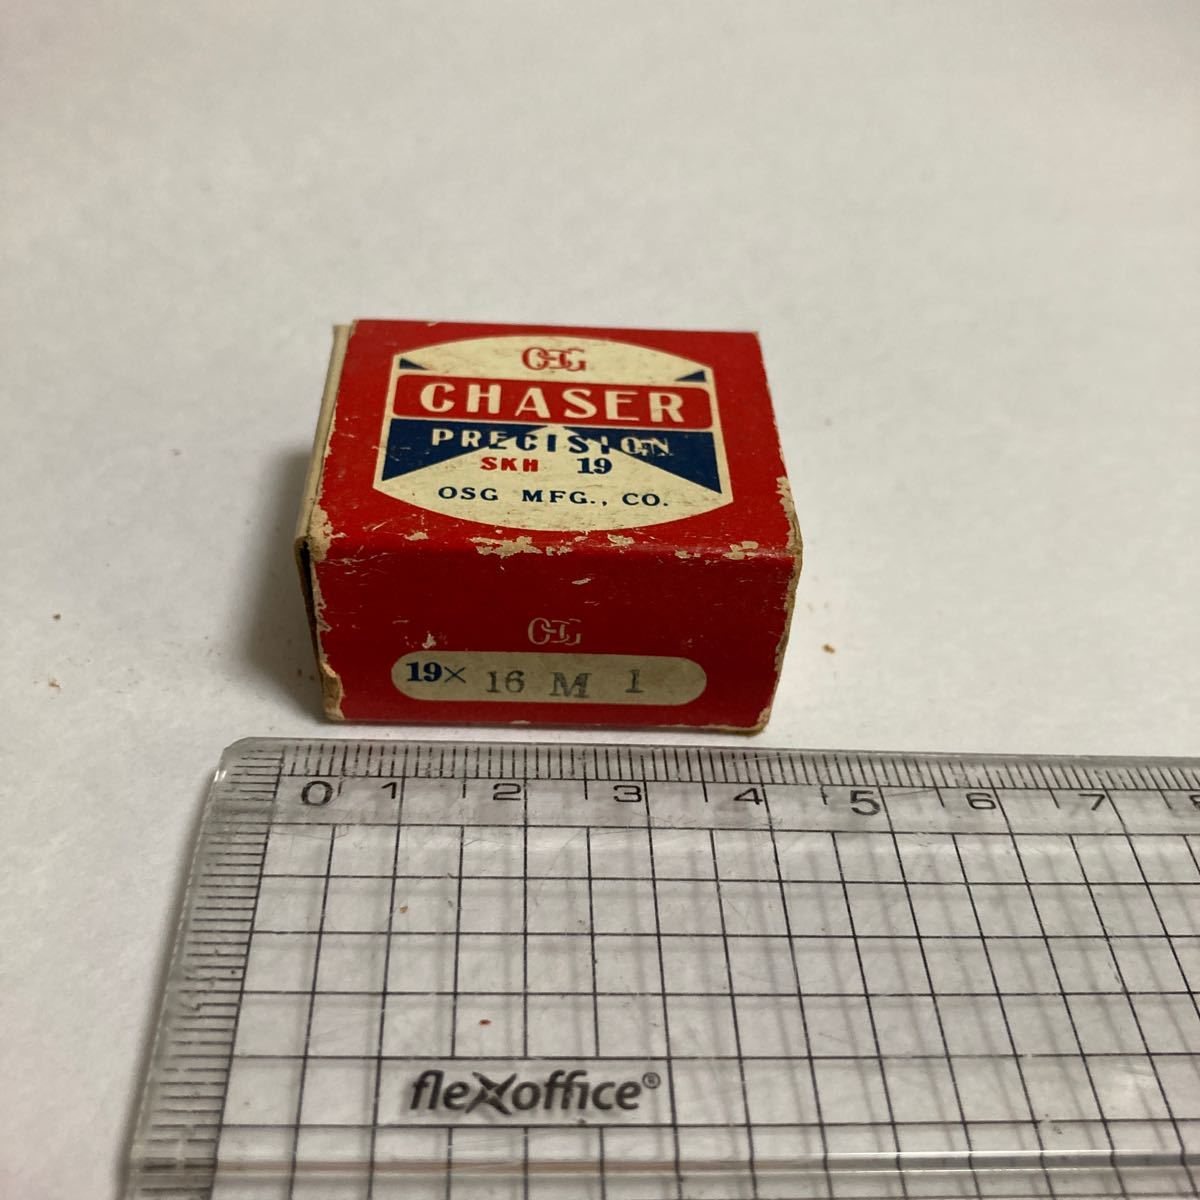 OSG
CHASER
PRECISION
SKH 19
OSG MFG., CO.
OSG
19× 16 M 1
0 1 2 3 4 5 6 7 8
flexoffice®